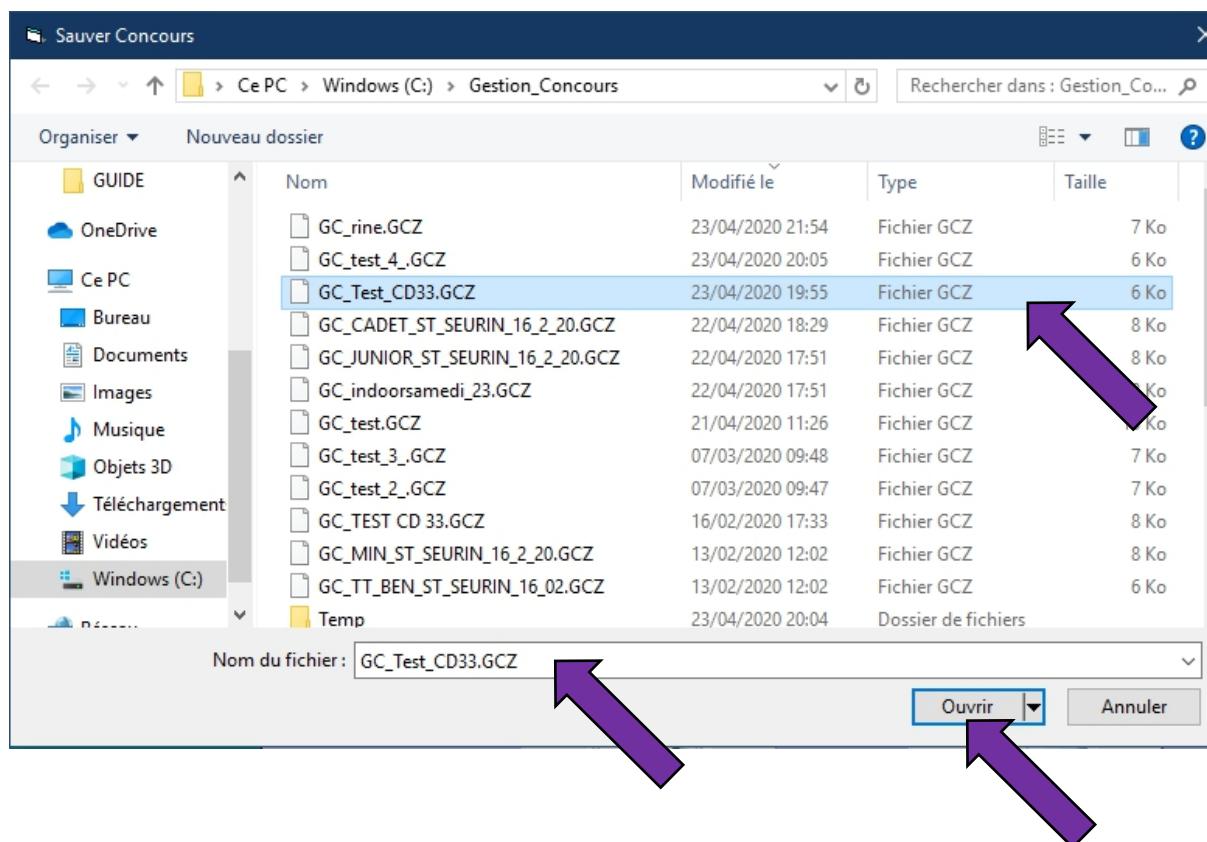 Sauver Concours
Ce PC > Windows (C:) > Gestion_Concours
Rechercher dans : Gestion_Co...
Organiser Nouveau dossier
GUIDE
OneDrive
Ce PC
Bureau
Documents
Images
Musique
Objets 3D
Téléchargement
Vidéos
Windows (C:)
Nom Modifié le Type Taille
GC_rine.GCZ 23/04/2020 21:54 Fichier GCZ 7 Ko
GC_test_4_.GCZ 23/04/2020 20:05 Fichier GCZ 6 Ko
GC_Test_CD33.GCZ 23/04/2020 19:55 Fichier GCZ 6 Ko
GC_CADET_ST_SEURIN_16_2_20.GCZ 22/04/2020 18:29 Fichier GCZ 8 Ko
GC_JUNIOR_ST_SEURIN_16_2_20.GCZ 22/04/2020 17:51 Fichier GCZ 8 Ko
GC_indoorsamedi_23.GCZ 22/04/2020 17:51 Fichier GCZ Ko
GC_test.GCZ 21/04/2020 11:26 Fichier GCZ Ko
GC_test_3_.GCZ 07/03/2020 09:48 Fichier GCZ 7 Ko
GC_test_2_.GCZ 07/03/2020 09:47 Fichier GCZ 7 Ko
GC_TEST CD 33.GCZ 16/02/2020 17:33 Fichier GCZ 8 Ko
GC_MIN_ST_SEURIN_16_2_20.GCZ 13/02/2020 12:02 Fichier GCZ 8 Ko
GC_TT_BEN_ST_SEURIN_16_02.GCZ 13/02/2020 12:02 Fichier GCZ 6 Ko
Temp 23/04/2020 20:04 Dossier de fichiers
Nom du fichier : GC_Test_CD33.GCZ
Ouvrir Annuler